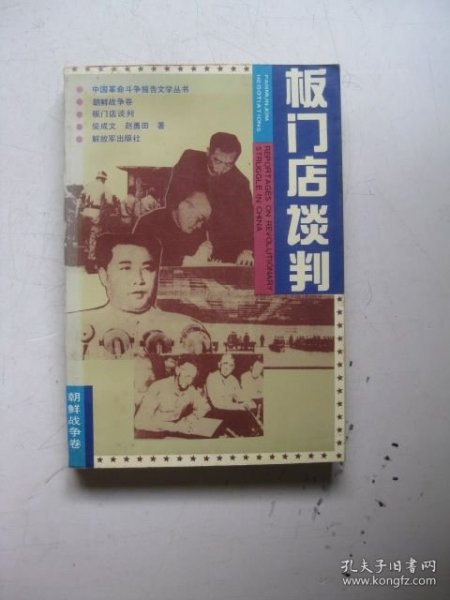 中国革命斗争报告文学丛书
朝鲜战争卷
板门店谈判
柴成文 赵勇田 著
解放军出版社
PANMUNJOM
NEGOTIATIONS
REPORTAGES ON REVOLUTIONARY
STRUGGLE IN CHINA
板门店谈判
朝鲜战争卷
孔夫子旧书网
www.kongfz.com